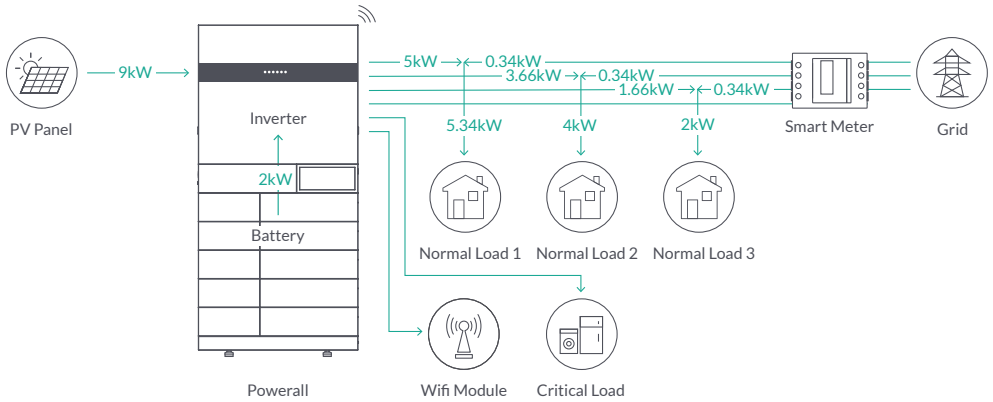 5kW 0.34kW
3.66kW 0.34kW
9kW
1.66kW 0.34kW
Inverter
PV Panel
5.34kW 4kW 2kW
Smart Meter Grid
2kW
Battery
Normal Load 1 Normal Load 2 Normal Load 3
Powerall Wifi Module Critical Load